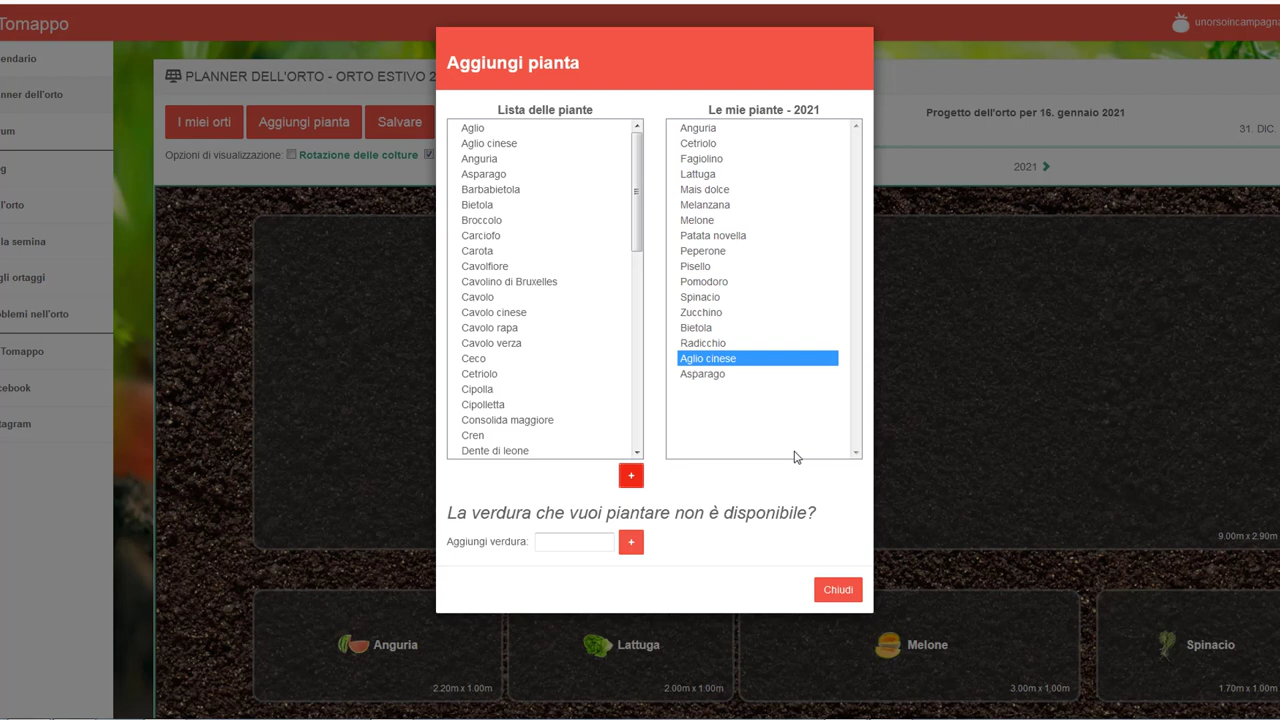 Tomappo
unorsoincampagna
endario
nner dell'orto
rum
g
l'orto
la semina
gli ortaggi
oblemi nell'orto
Tomappo
cebook
tagram
PLANNER DELL'ORTO - ORTO ESTIVO 2
I miei orti
Aggiungi pianta
Salvare
Opzioni di visualizzazione:
Rotazione delle colture
Progetto dell'orto per 16. gennaio 2021
31. DIC.
2021
Aggiungi pianta
Lista delle piante
Aglio
Aglio cinese
Anguria
Asparago
Barbabietola
Bietola
Broccolo
Carciofo
Carota
Cavolfiore
Cavolino di Bruxelles
Cavolo
Cavolo cinese
Cavolo rapa
Cavolo verza
Ceco
Cetriolo
Cipolla
Cipolletta
Consolida maggiore
Cren
Dente di leone
+
Le mie piante - 2021
Anguria
Cetriolo
Fagiolino
Lattuga
Mais dolce
Melanzana
Melone
Patata novella
Peperone
Pisello
Pomodoro
Spinacio
Zucchino
Bietola
Radicchio
Aglio cinese
Asparago
La verdura che vuoi piantare non è disponibile?
Aggiungi verdura:
+
Chiudi
9.00m x 2.90m
Anguria
2.20m x 1.00m
Lattuga
2.00m x 1.00m
Melone
3.00m x 1,00m
Spinacio
1.70m x 1.00m